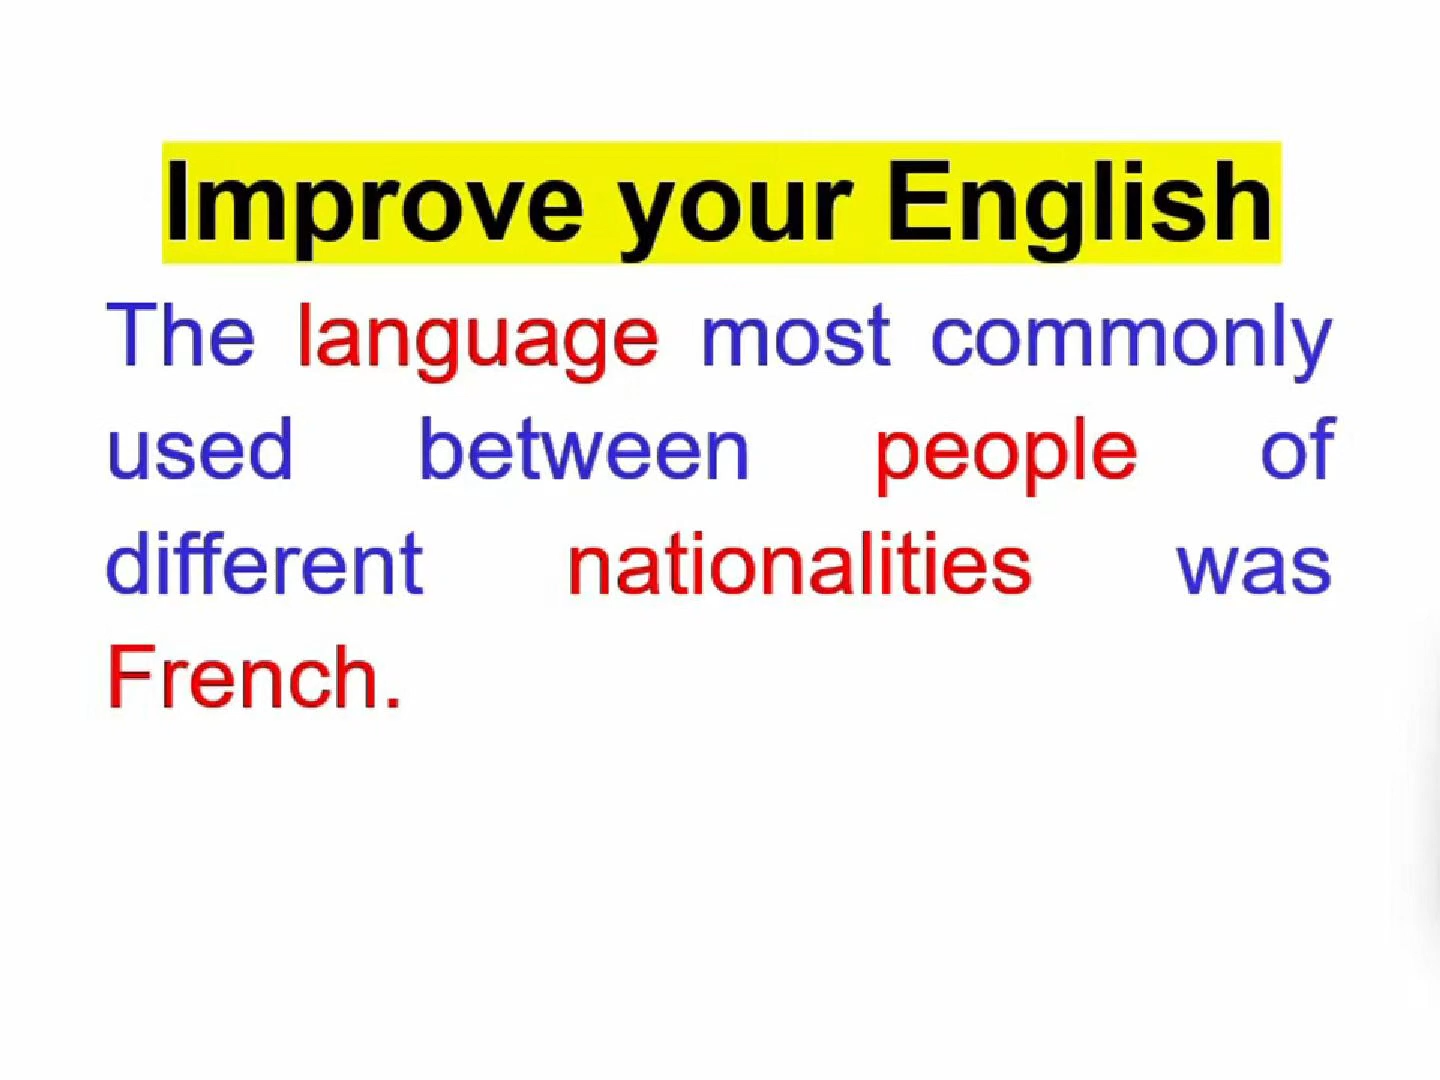 Improve your English
The language most commonly
used between people of
different nationalities was
French.